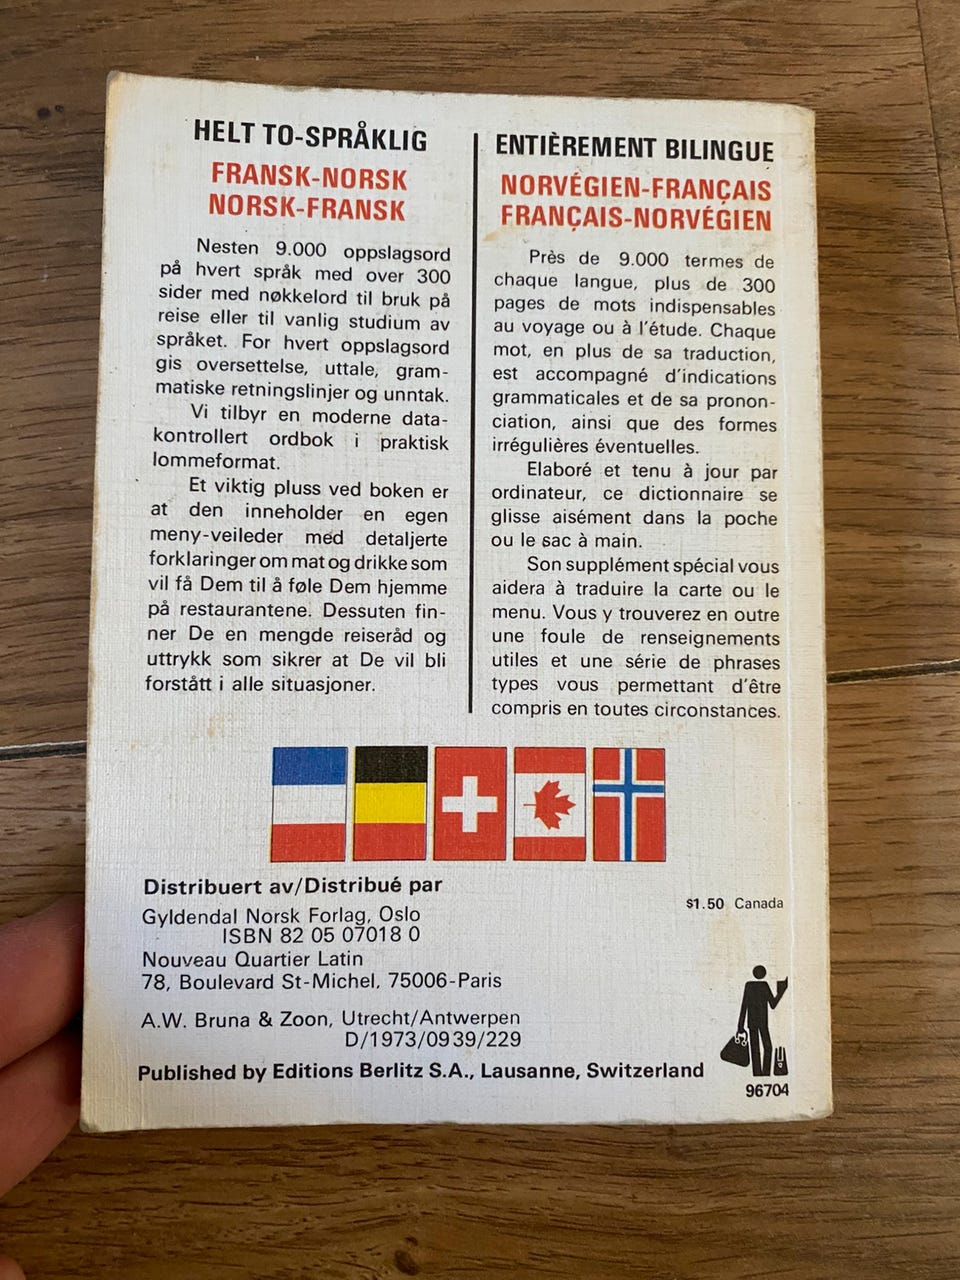 HELT TO-SPRÅKLIG
FRANSK-NORSK
NORSK-FRANSK
Nesten 9.000 oppslagsord
på hvert språk med over 300
sider med nøkkelord til bruk på
reise eller til vanlig studium av
språket. For hvert oppslagsord
gis oversettelse, uttale, gram-
matiske retningslinjer og unntak.
Vi tilbyr en moderne data-
kontrollert ordbok i praktisk
lommeformat.
Et viktig pluss ved boken er
at den inneholder en egen
meny-veileder med detaljerte
forklaringer om mat og drikke som
vil få Dem til å føle Dem hjemme
på restaurantene. Dessuten fin-
ner De en mengde reiseråd og
uttrykk som sikrer at De vil bli
forstått i alle situasjoner.
ENTIÈREMENT BILINGUE
NORVÉGIEN-FRANÇAIS
FRANÇAIS-NORVÉGIEN
Près de 9.000 termes de
chaque langue, plus de 300
pages de mots indispensables
au voyage ou à l'étude. Chaque
mot, en plus de sa traduction,
est accompagné d'indications
grammaticales et de sa pronon-
ciation, ainsi que des formes
irrégulières éventuelles.
Elaboré et tenu à jour par
ordinateur, ce dictionnaire se
glisse aisément dans la poche
ou le sac à main.
Son supplément spécial vous
aidera à traduire la carte ou le
menu. Vous y trouverez en outre
une foule de renseignements
utiles et une série de phrases
types vous permettant d'être
compris en toutes circonstances.
Distribuert av/Distribué par
Gyldendal Norsk Forlag, Oslo
ISBN 82 05 07018 0
Nouveau Quartier Latin
78, Boulevard St-Michel, 75006-Paris
A.W. Bruna & Zoon, Utrecht/Antwerpen
D/1973/0939/229
Published by Editions Berlitz S.A., Lausanne, Switzerland
$1.50 Canada
96704